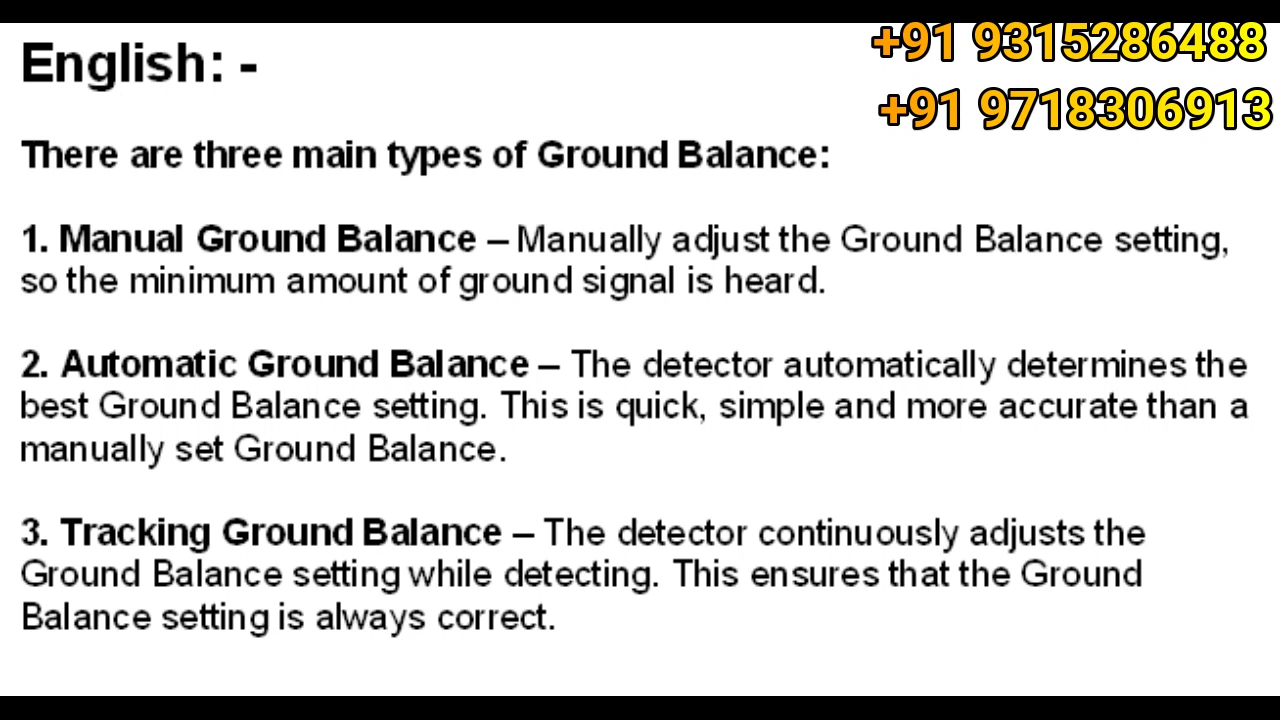 English: -
+91 9315286488
+91 9718306913
There are three main types of Ground Balance:
1. Manual Ground Balance – Manually adjust the Ground Balance setting,
so the minimum amount of ground signal is heard.
2. Automatic Ground Balance – The detector automatically determines the
best Ground Balance setting. This is quick, simple and more accurate than a
manually set Ground Balance.
3. Tracking Ground Balance – The detector continuously adjusts the
Ground Balance setting while detecting. This ensures that the Ground
Balance setting is always correct.